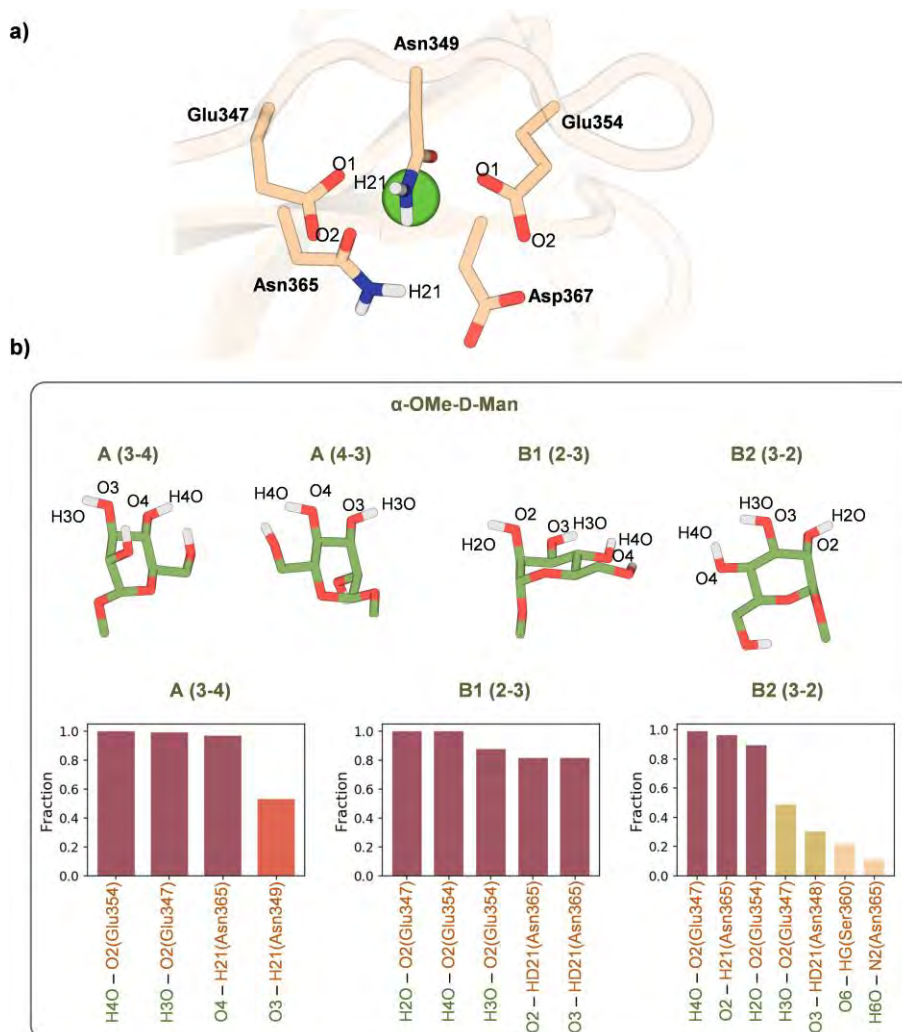 a)
Asn349
Glu347
Glu354
O1
H21
O1
O2
O2
Asn365
H21
Asp367
b)
α-OMe-D-Man
A (3-4)
A (4-3)
B1 (2-3)
B2 (3-2)
O3
O4
H4O
H3O
H4O
O4
O3
H3O
O2
H2O
O3
H3O
H4O
O4
H3O
O3
H2O
H4O
O2
O4
A (3-4)
B1 (2-3)
B2 (3-2)
Fraction
1.0
0.8
0.6
0.4
0.2
0.0
H4O – O2(Glu354)
H3O – O2(Glu347)
O4 – H21(Asn365)
O3 – H21(Asn349)
Fraction
1.0
0.8
0.6
0.4
0.2
0.0
H2O – O2(Glu347)
H4O – O2(Glu354)
H3O – O2(Glu354)
O2 – HD21(Asn365)
O3 – HD21(Asn365)
Fraction
1.0
0.8
0.6
0.4
0.2
0.0
H4O – O2(Glu347)
O2 – H21(Asn365)
H2O – O2(Glu354)
H3O – O2(Glu347)
O3 – HD21(Asn348)
O6 – HG(Ser360)
H6O – N2(Asn365)